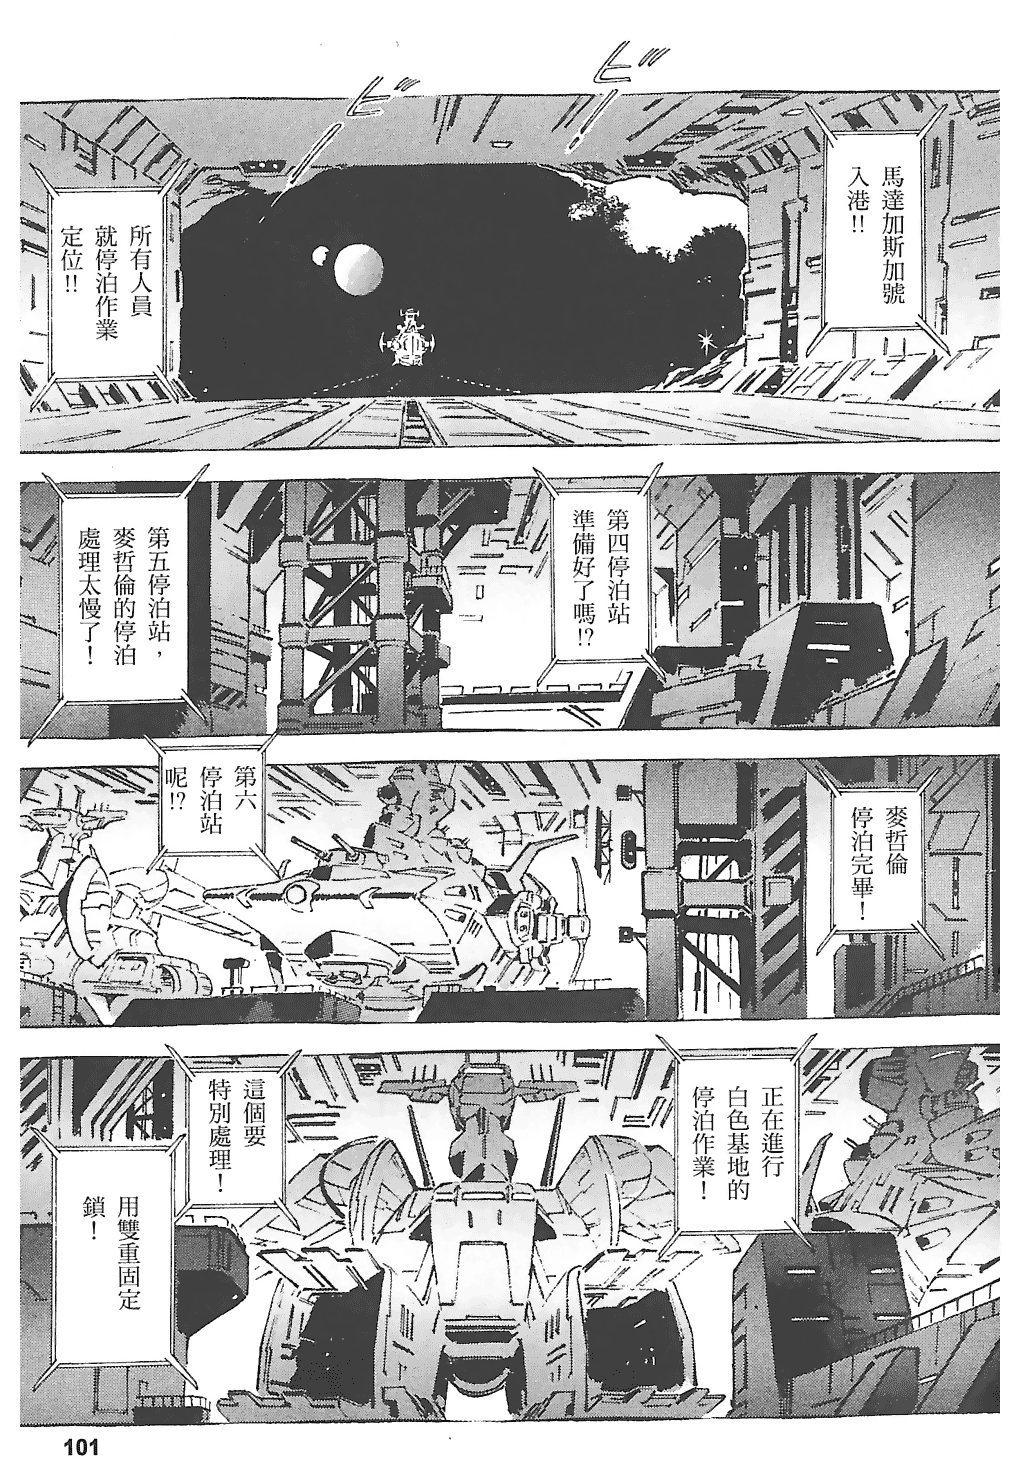 ビ
ビ
馬達加斯加號
入港!!
所有人員
就停泊作業
定位!!
第四停泊站
準備好了嗎!?
第五停泊站，
麥哲倫的停泊
處理太慢了！
麥哲倫
停泊完畢！
第六
停泊站
呢!?
正在進行
白色基地的
停泊作業！
這個要
特別處理！
用雙重固定
鎖！
101